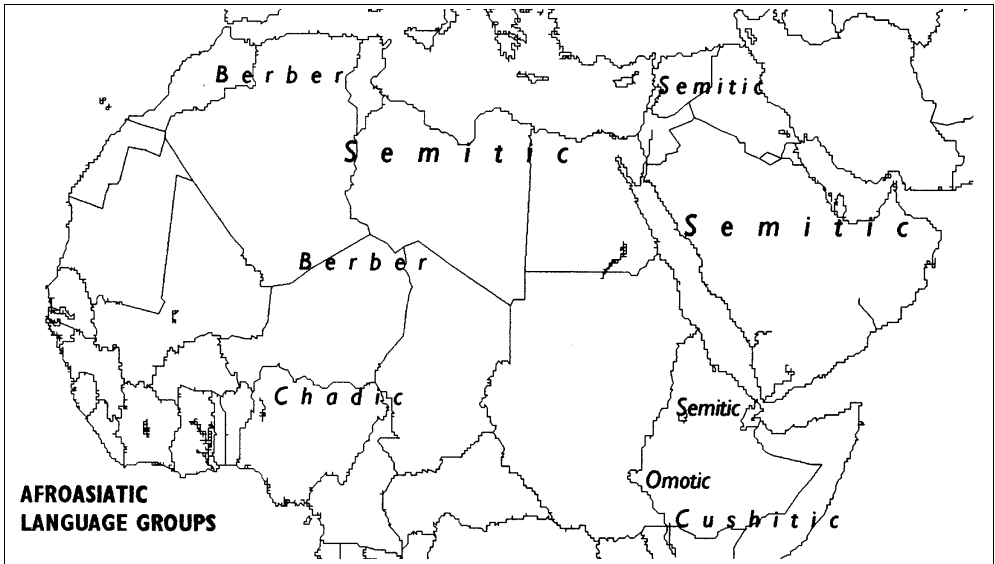 Berber
Semitic
Semitic
Semitic
Berber
Chadic
Semitic
Omotic
Cushitic
AFROASIATIC
LANGUAGE GROUPS